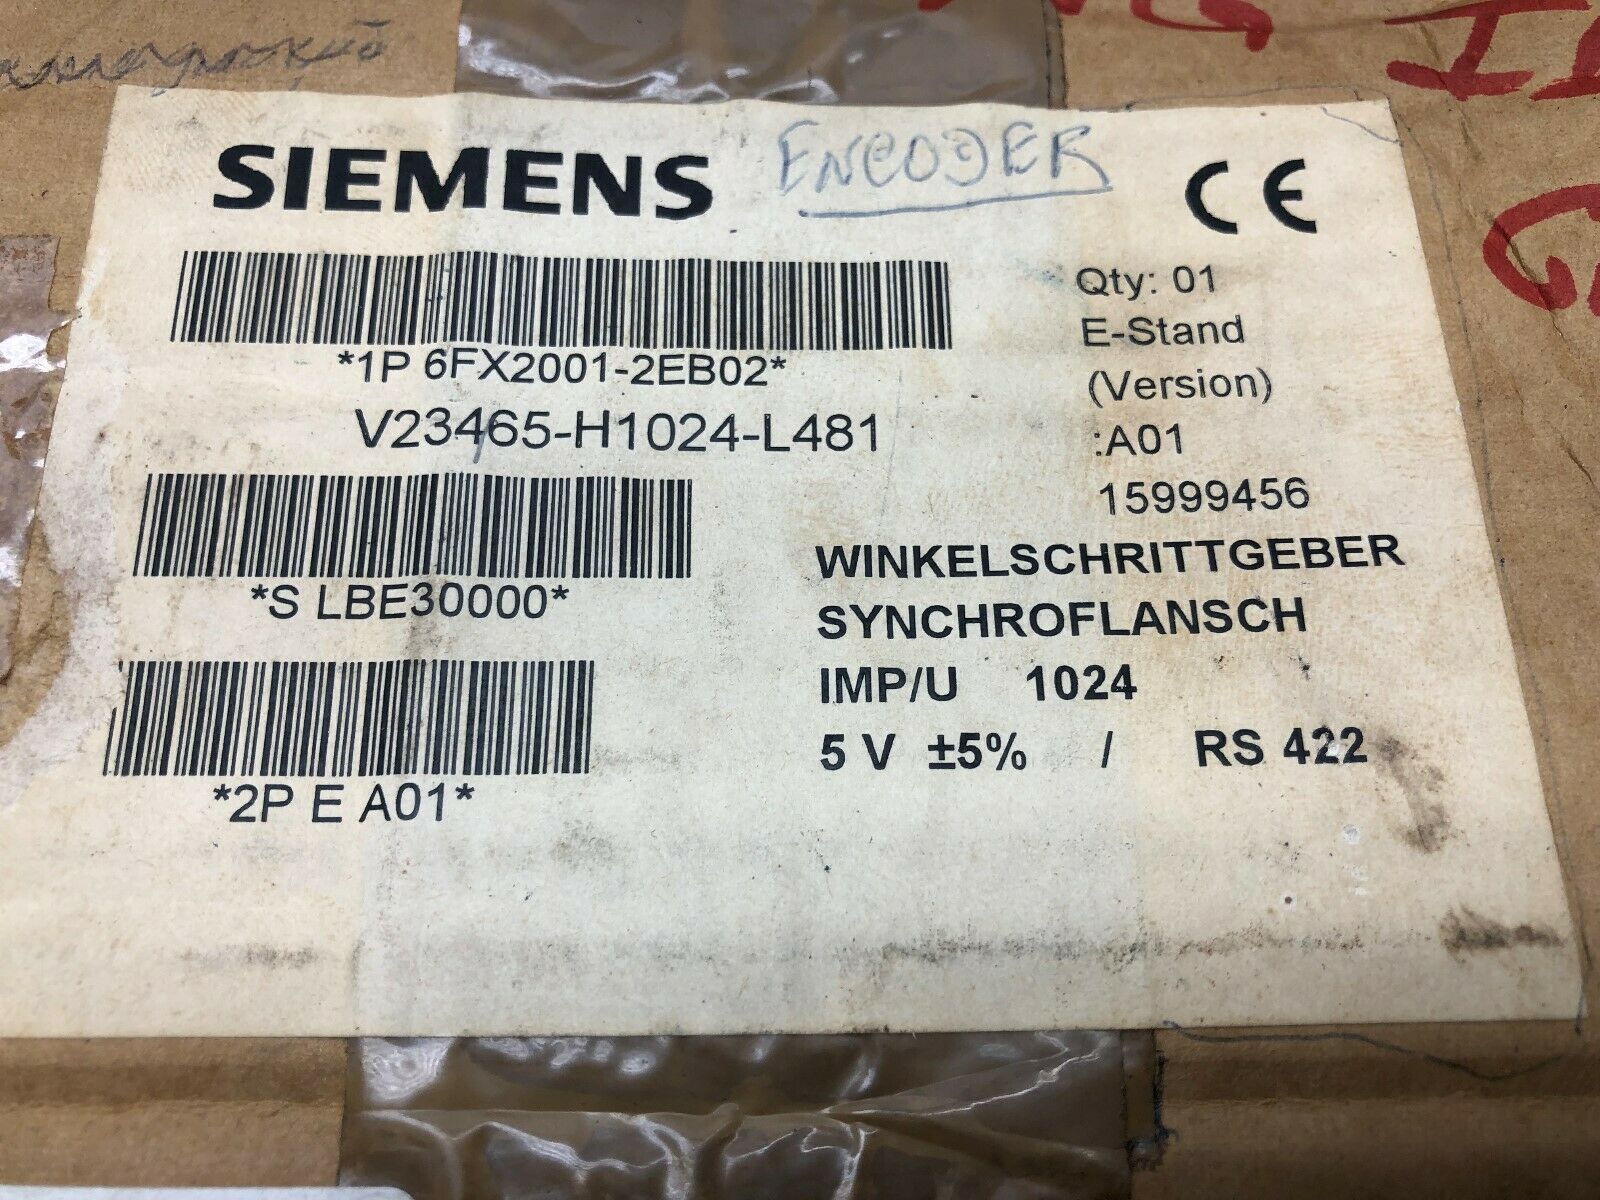 SIEMENS ENCODER CE
*1P 6FX2001-2EB02*
V23465-H1024-L481
*S LBE30000*
*2P E A01*
Qty: 01
E-Stand
(Version)
:A01
15999456
WINKELSCHRITTGEBER
SYNCHROFLANSCH
IMP/U 1024
5 V ±5% / RS 422